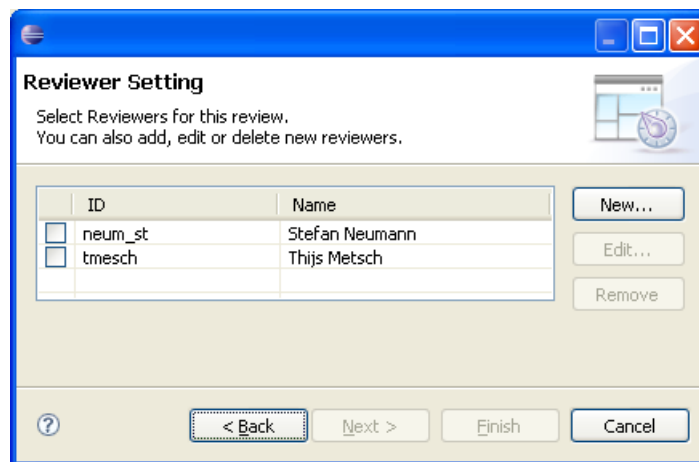 Reviewer Setting
Select Reviewers for this review.
You can also add, edit or delete new reviewers.
ID Name
neum_st Stefan Neumann
tmesch Thijs Metsch
New...
Edit...
Remove
< Back Next > Finish Cancel